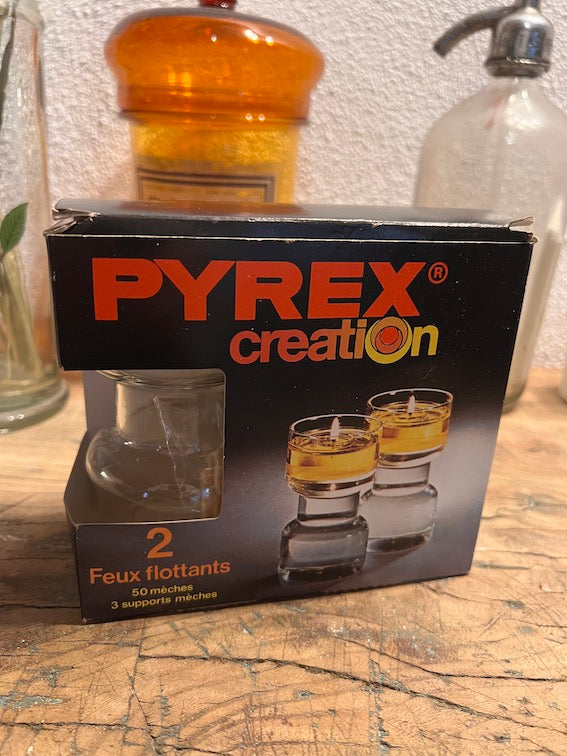 PYREX®
creation
2
Feux flottants
50 mèches
3 supports mèches